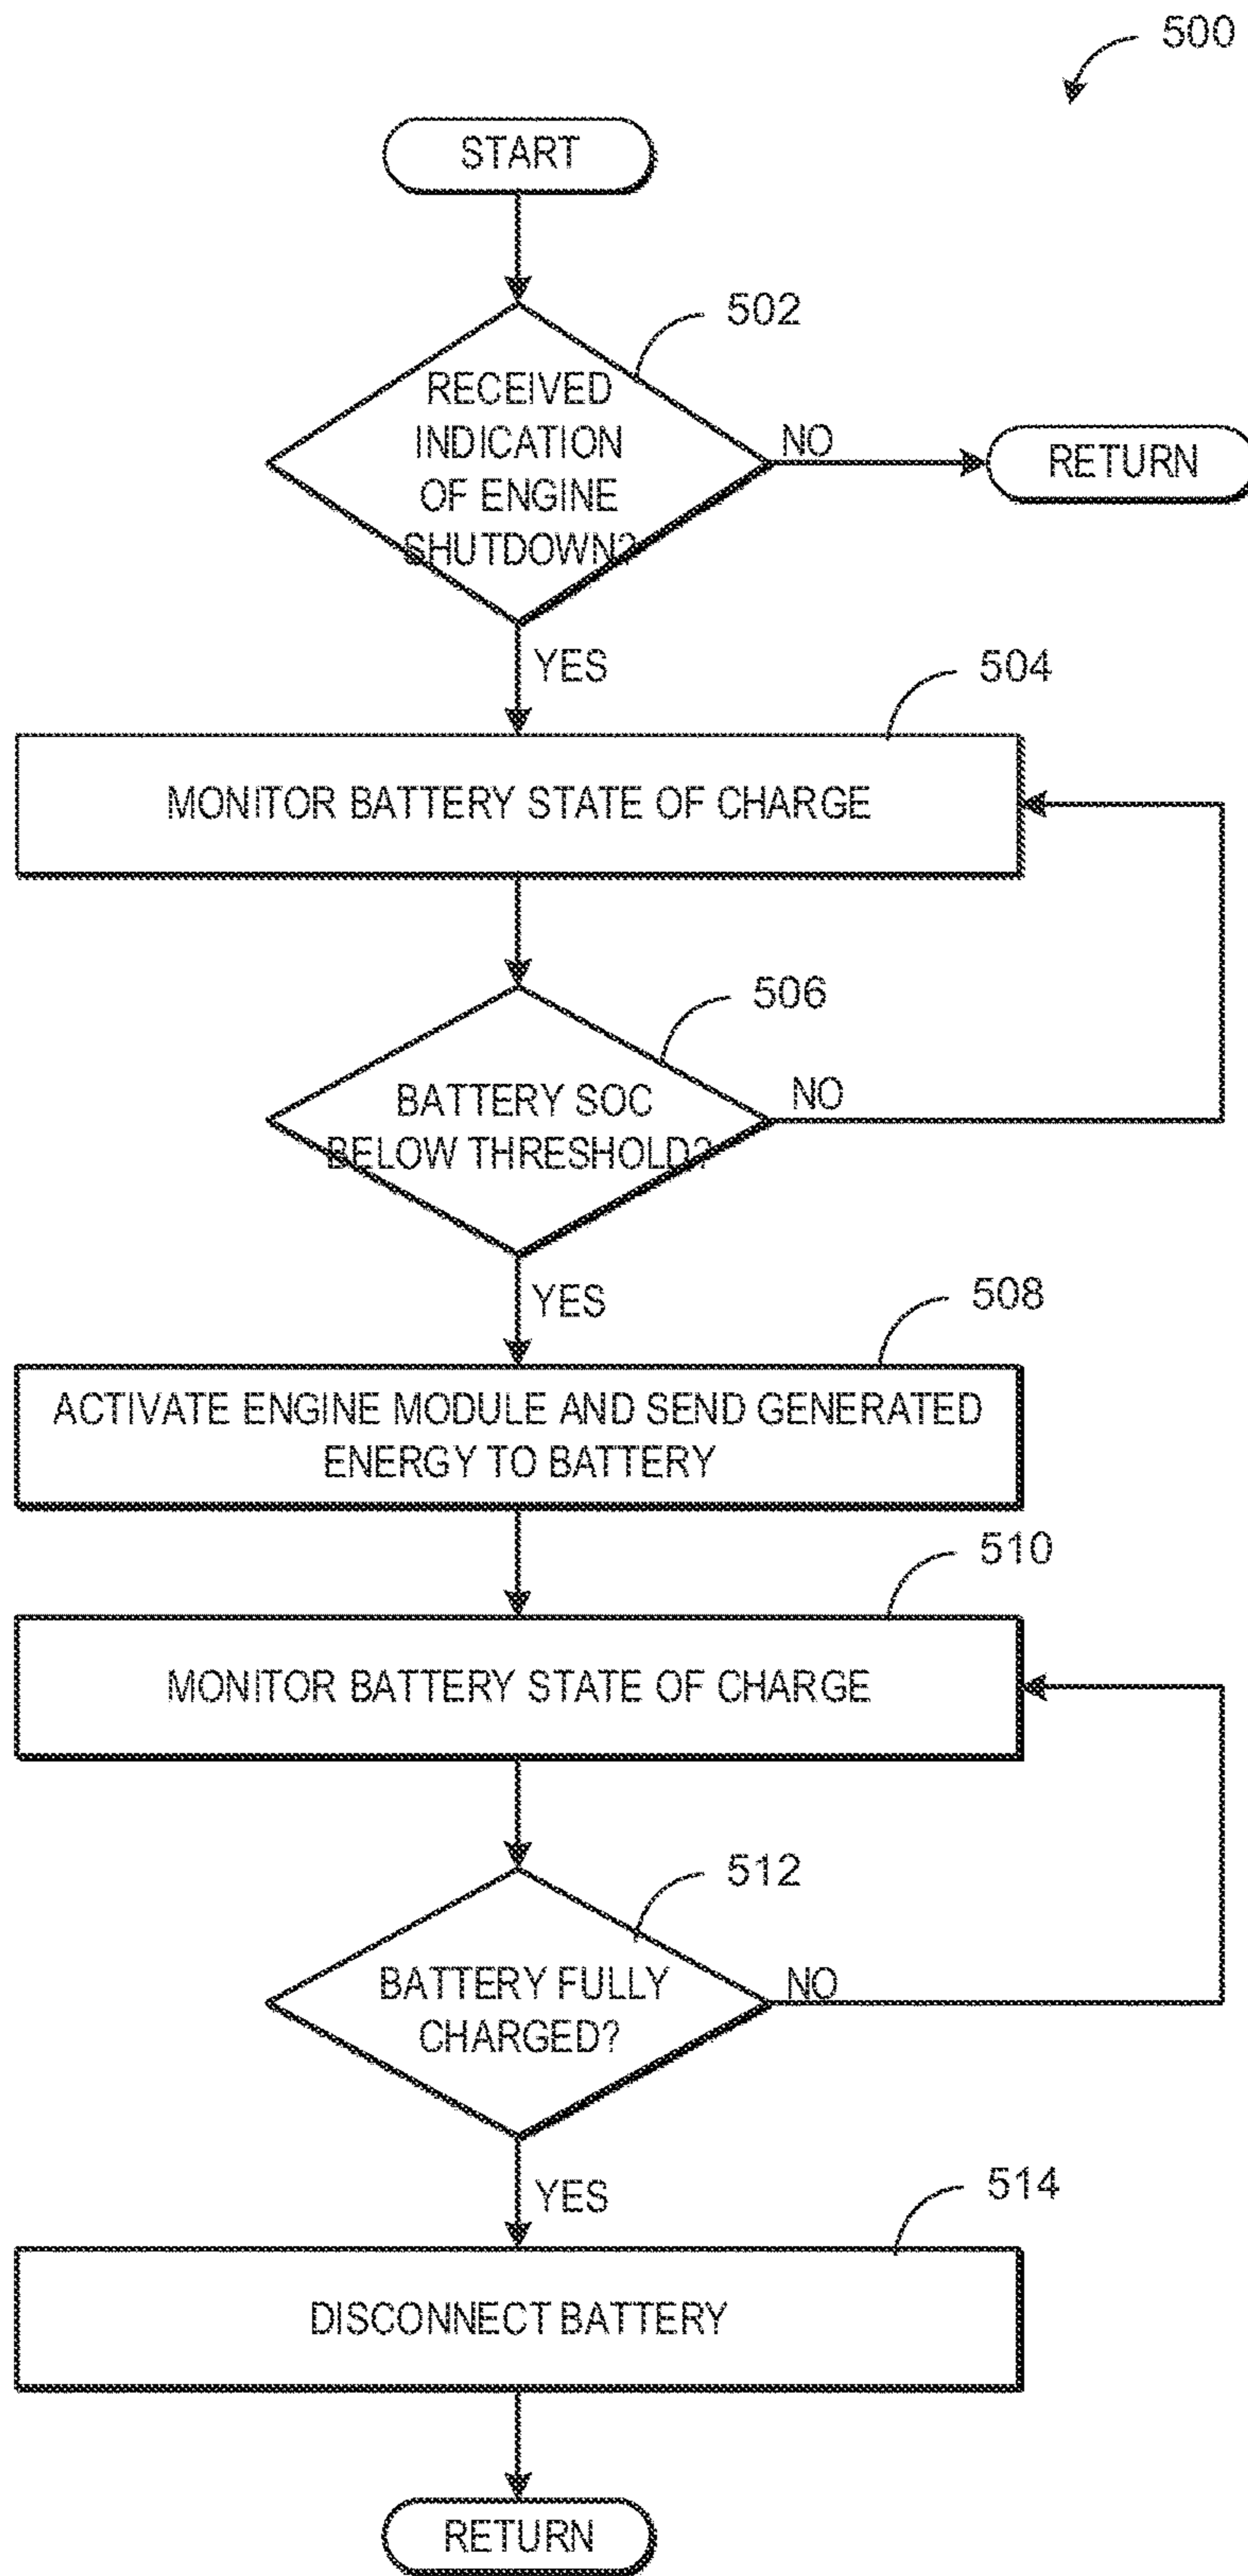 500
START
502
RECEIVED
INDICATION
OF ENGINE
SHUTDOWN?
NO
RETURN
YES
504
MONITOR BATTERY STATE OF CHARGE
506
BATTERY SOC
BELOW THRESHOLD?
NO
YES
508
ACTIVATE ENGINE MODULE AND SEND GENERATED
ENERGY TO BATTERY
510
MONITOR BATTERY STATE OF CHARGE
512
BATTERY FULLY
CHARGED?
NO
YES
514
DISCONNECT BATTERY
RETURN